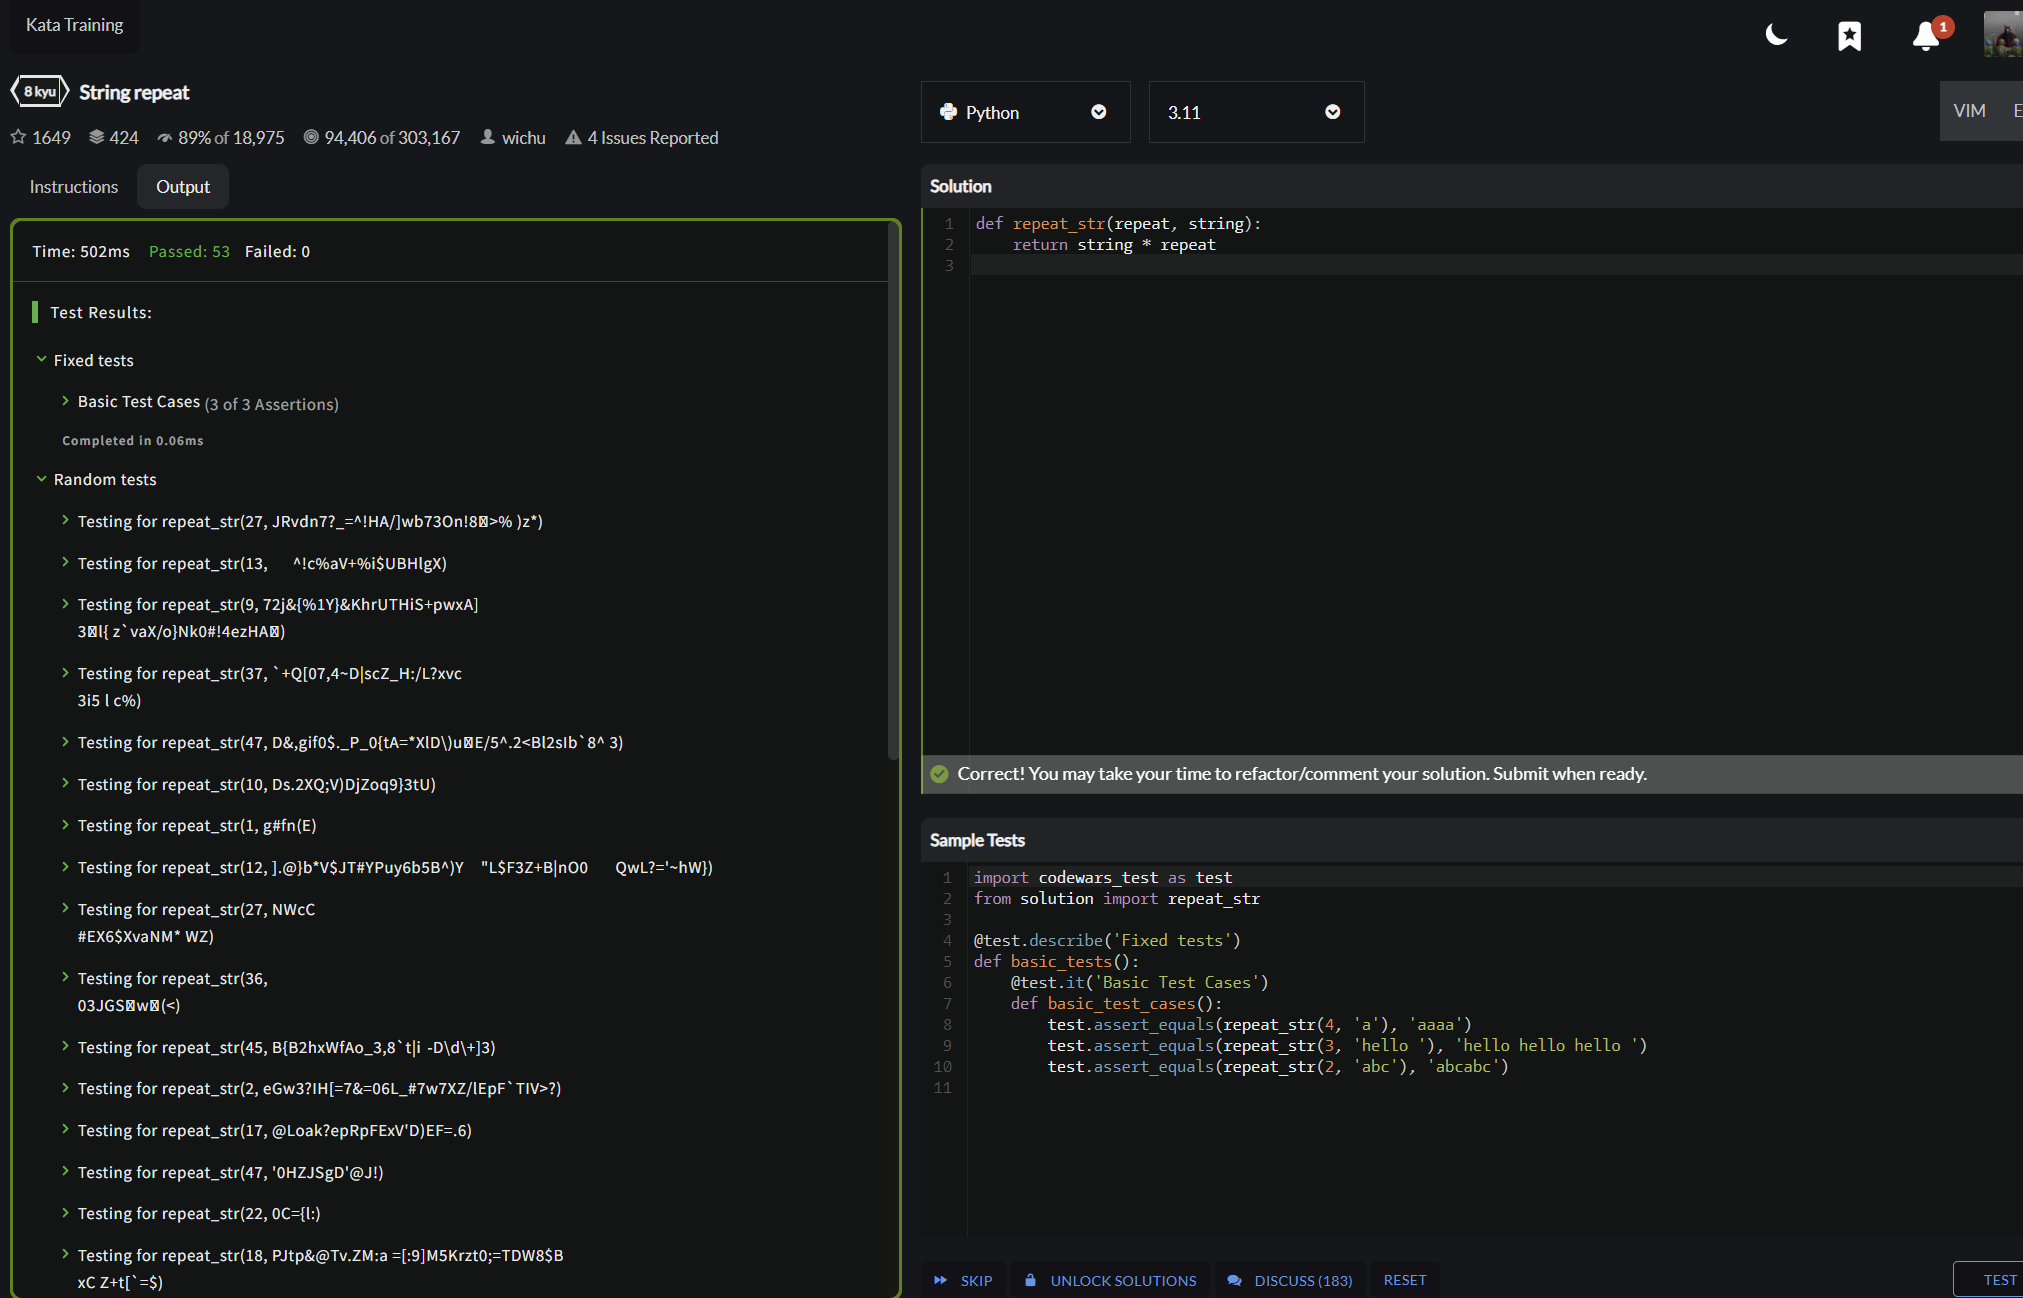 Kata Training
1
8 kyu
String repeat
1649 424 89% of 18,975 94,406 of 303,167 wichu 4 Issues Reported
Instructions Output
Time: 502ms Passed: 53 Failed: 0
Test Results:
Fixed tests
Basic Test Cases (3 of 3 Assertions)
Completed in 0.06ms
Random tests
Testing for repeat_str(27, JRvdn7?_=^!HA/]wb73On!8>% )z*)
Testing for repeat_str(13,      ^!c%aV+%i$UBHlgX)
Testing for repeat_str(9, 72j&{%1Y}&KhrUTHiS+pwxA]
3l{ z`vaX/o}Nk0#!4ezHA)
Testing for repeat_str(37, `+Q[07,4~D|scZ_H:/L?xvc
3i5 l c%)
Testing for repeat_str(47, D&,gif0$._P_0{tA=*XlD\)uE/5^.2<Bl2sIb`8^ 3)
Testing for repeat_str(10, Ds.2XQ;V)DjZoq9}3tU)
Testing for repeat_str(1, g#fn(E)
Testing for repeat_str(12, ].@}b*V$JT#YPuy6b5B^)Y    "L$F3Z+B|nO0      QwL?='~hW})
Testing for repeat_str(27, NWcC
#EX6$XvaNM* WZ)
Testing for repeat_str(36,
03JGSw(<)
Testing for repeat_str(45, B{B2hxWfAo_3,8`t|i -D\d\+]3)
Testing for repeat_str(2, eGw3?IH[=7&=06L_#7w7XZ/lEpF`TIV>?)
Testing for repeat_str(17, @Loak?epRpFExV'D)EF=.6)
Testing for repeat_str(47, '0HZJSgD'@J!)
Testing for repeat_str(22, 0C={l:)
Testing for repeat_str(18, PJtp&@Tv.ZM:a =[:9]M5Krzt0;=TDW8$B
xC Z+t[`=$)
Python 3.11 VIM E
Solution
1 def repeat_str(repeat, string):
2     return string * repeat
3
Correct! You may take your time to refactor/comment your solution. Submit when ready.
Sample Tests
1 import codewars_test as test
2 from solution import repeat_str
3
4 @test.describe('Fixed tests')
5 def basic_tests():
6     @test.it('Basic Test Cases')
7     def basic_test_cases():
8         test.assert_equals(repeat_str(4, 'a'), 'aaaa')
9         test.assert_equals(repeat_str(3, 'hello '), 'hello hello hello ')
10         test.assert_equals(repeat_str(2, 'abc'), 'abcabc')
11
SKIP UNLOCK SOLUTIONS DISCUSS (183) RESET TEST